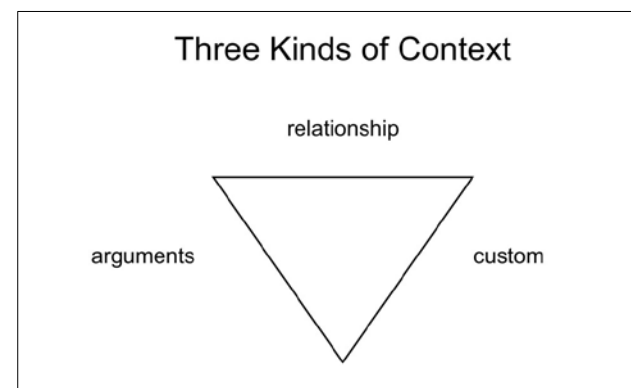 Three Kinds of Context
relationship
arguments
custom